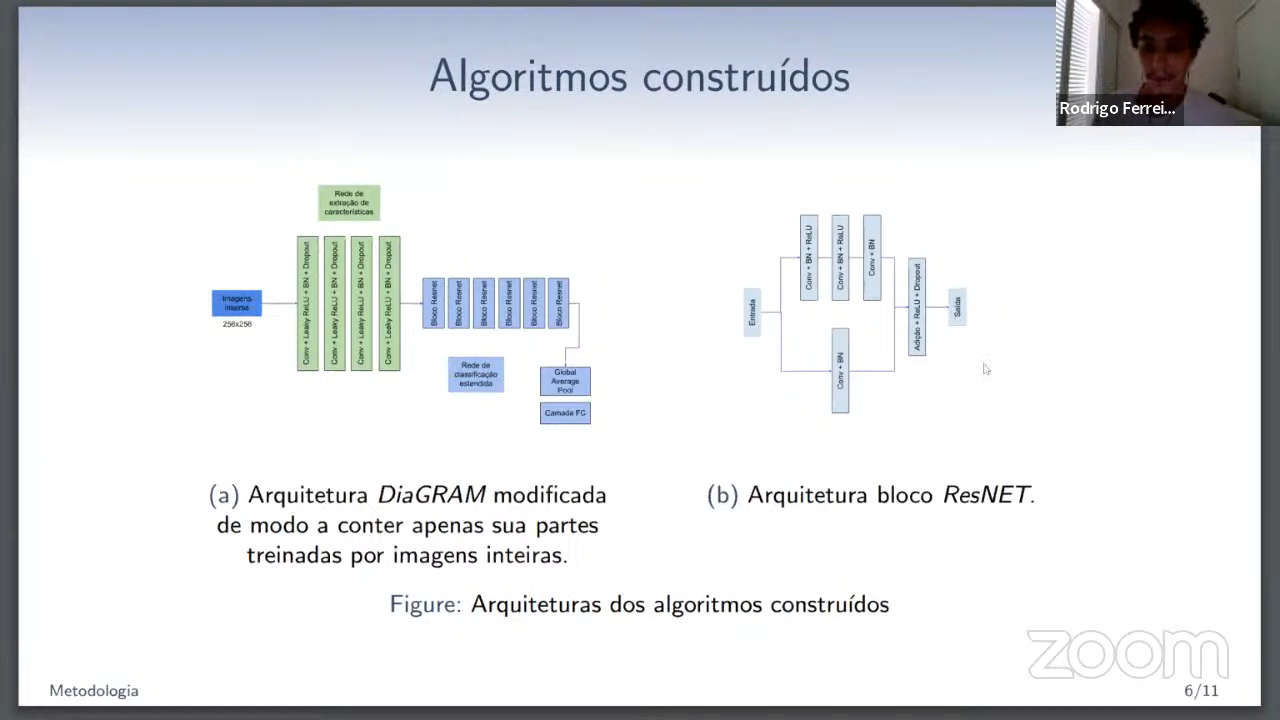 Algoritmos construídos
Rodrigo Ferrei...
Rede de
extração de
características
Imagens
inteiras
256x256
Conv + Leaky ReLU + BN + Dropout
Conv + Leaky ReLU + BN + Dropout
Conv + Leaky ReLU + BN + Dropout
Conv + Leaky ReLU + BN + Dropout
Bloco Resnet
Bloco Resnet
Bloco Resnet
Bloco Resnet
Bloco Resnet
Bloco Resnet
Rede de
classificação
estendida
Global
Average
Pool
Camada FC
Entrada
Conv + BN + ReLU
Conv + BN + ReLU
Conv + BN
Conv + BN
Adição + ReLU + Dropout
Saída
(a) Arquitetura DiaGRAM modificada
de modo a conter apenas sua partes
treinadas por imagens inteiras.
(b) Arquitetura bloco ResNET.
Figure: Arquiteturas dos algoritmos construídos
zoom
Metodologia
6/11